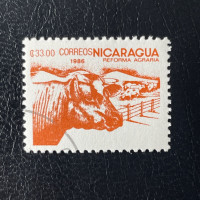 ₡33.00 CORREOS NICARAGUA
1986 REFORMA AGRARIA